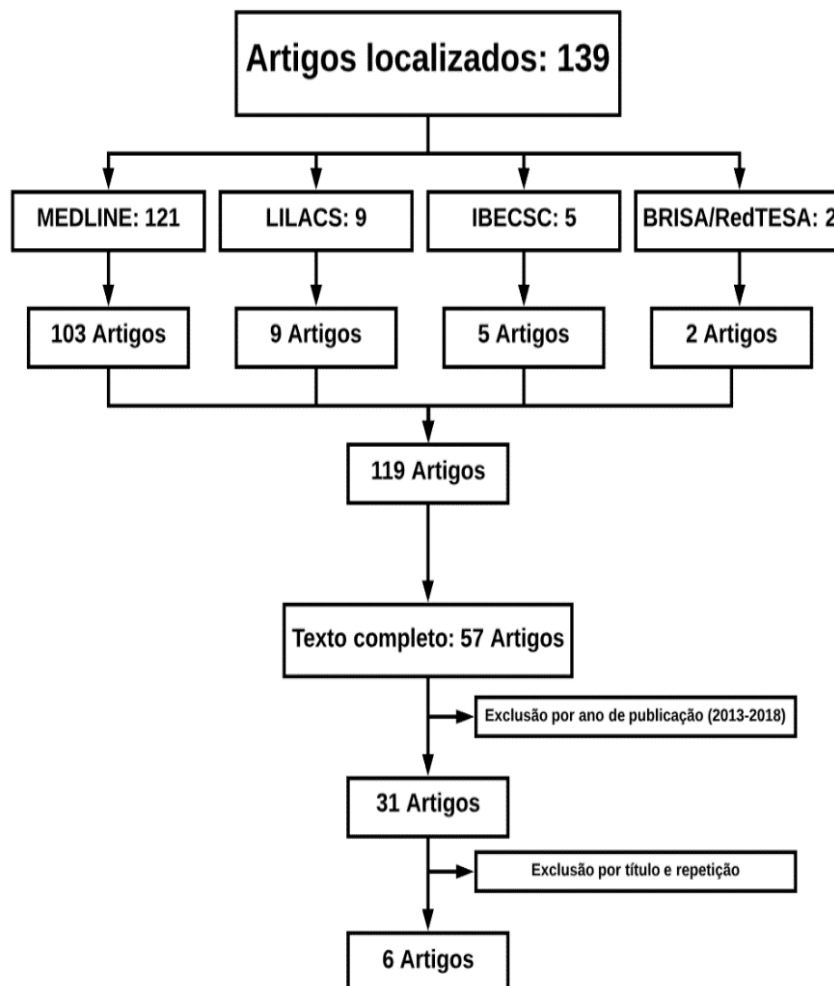 Artigos localizados: 139
MEDLINE: 121
LILACS: 9
IBECSC: 5
BRISA/RedTESA: 2
103 Artigos
9 Artigos
5 Artigos
2 Artigos
119 Artigos
Texto completo: 57 Artigos
Exclusão por ano de publicação (2013-2018)
31 Artigos
Exclusão por título e repetição
6 Artigos